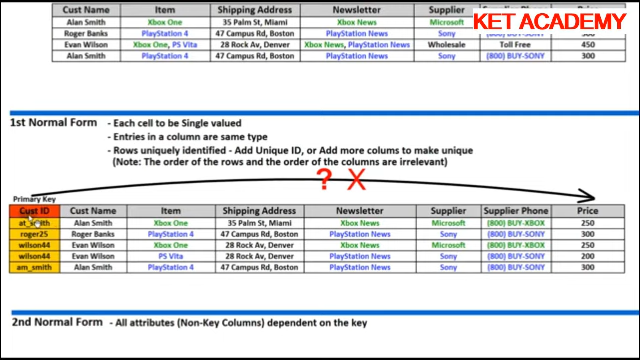 KET ACADEMY
Cust Name Item Shipping Address Newsletter Supplier Price
Alan Smith Xbox One 35 Palm St, Miami Xbox News Microsoft
Roger Banks PlayStation 4 47 Campus Rd, Boston PlayStation News Sony (800) BUY-SONY 300
Evan Wilson Xbox One, PS Vita 28 Rock Av, Denver Xbox News, PlayStation News Wholesale Toll Free 450
Alan Smith PlayStation 4 47 Campus Rd, Boston PlayStation News Sony (800) BUY-SONY 300
1st Normal Form - Each cell to be Single valued
- Entries in a column are same type
- Rows uniquely identified - Add Unique ID, or Add more colums to make unique
(Note: The order of the rows and the order of the columns are irrelevant)
? X
Primary Key
Cust ID Cust Name Item Shipping Address Newsletter Supplier Supplier Phone Price
at_smith Alan Smith Xbox One 35 Palm St, Miami Xbox News Microsoft (800) BUY-XBOX 250
roger25 Roger Banks PlayStation 4 47 Campus Rd, Boston PlayStation News Sony (800) BUY-SONY 300
wilson44 Evan Wilson Xbox One 28 Rock Av, Denver Xbox News Microsoft (800) BUY-XBOX 250
wilson44 Evan Wilson PS Vita 28 Rock Av, Denver PlayStation News Sony (800) BUY-SONY 200
am_smith Alan Smith PlayStation 4 47 Campus Rd, Boston PlayStation News Sony (800) BUY-SONY 300
2nd Normal Form - All attributes (Non-Key Columns) dependent on the key